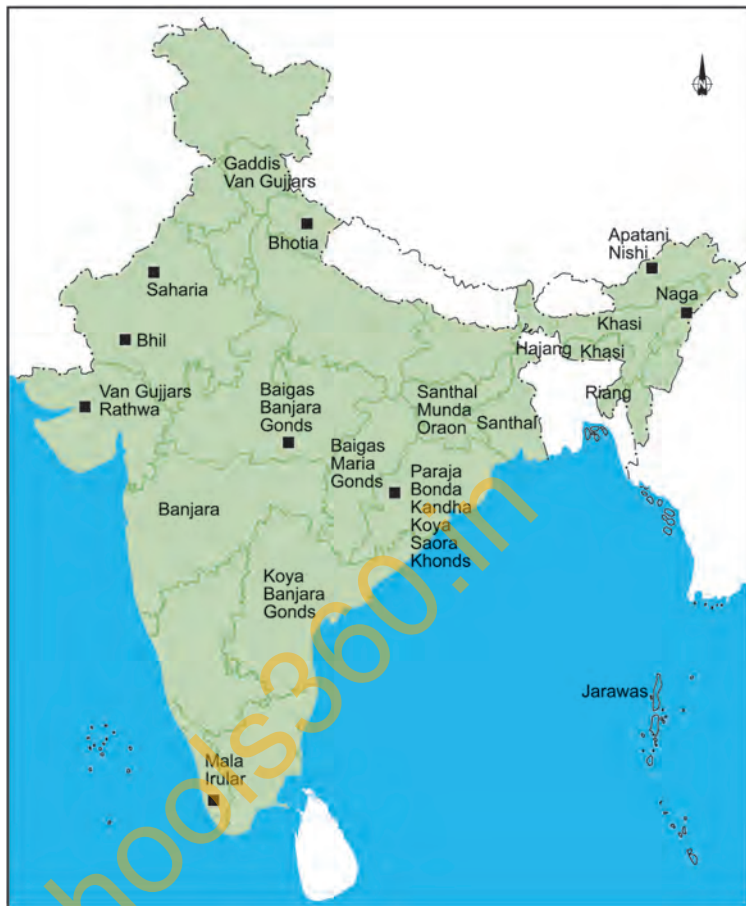 N
Gaddis
Van Gujjars
Bhotia
Apatani
Nishi
Saharia
Naga
Khasi
Bhil
Hajang
Khasi
Van Gujjars
Rathwa
Baigas
Banjara
Gonds
Santhal
Munda
Oraon
Santhal
Riang
Baigas
Maria
Gonds
Paraja
Bonda
Kandha
Koya
Saora
Khonds
Banjara
Koya
Banjara
Gonds
Jarawas
Mala
Irular
hools360.in